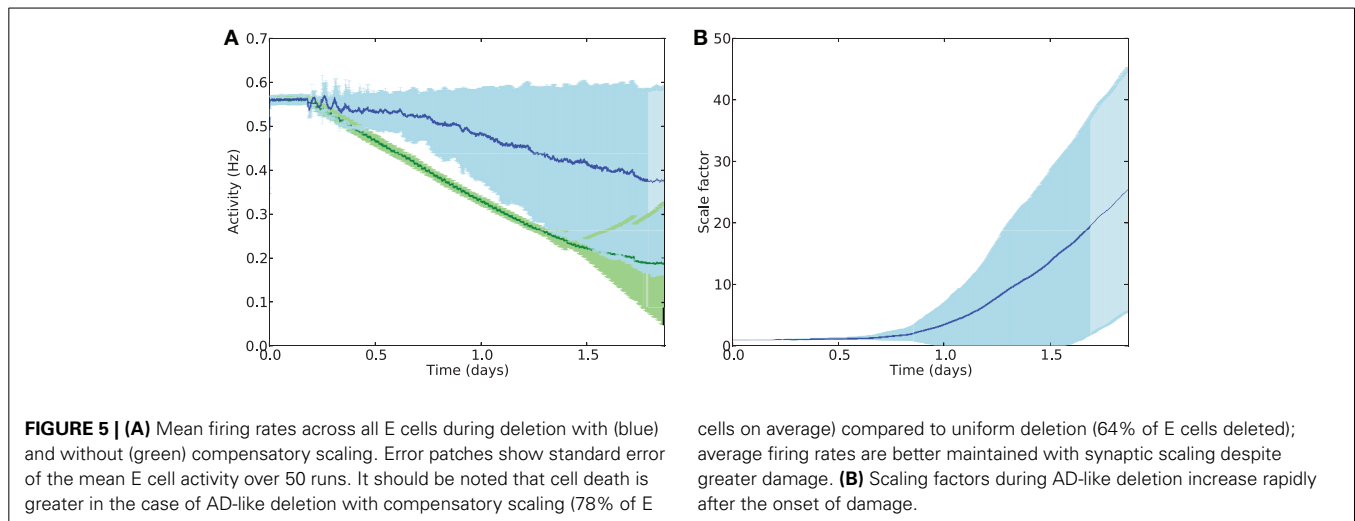 A
B
0.7
0.6
0.5
0.4
0.3
0.2
0.1
0.0
Activity (Hz)
0.0 0.5 1.0 1.5
Time (days)
50
40
30
20
10
0
Scale factor
0.0 0.5 1.0 1.5
Time (days)
FIGURE 5 | (A) Mean firing rates across all E cells during deletion with (blue)
and without (green) compensatory scaling. Error patches show standard error
of the mean E cell activity over 50 runs. It should be noted that cell death is
greater in the case of AD-like deletion with compensatory scaling (78% of E
cells on average) compared to uniform deletion (64% of E cells deleted);
average firing rates are better maintained with synaptic scaling despite
greater damage. (B) Scaling factors during AD-like deletion increase rapidly
after the onset of damage.